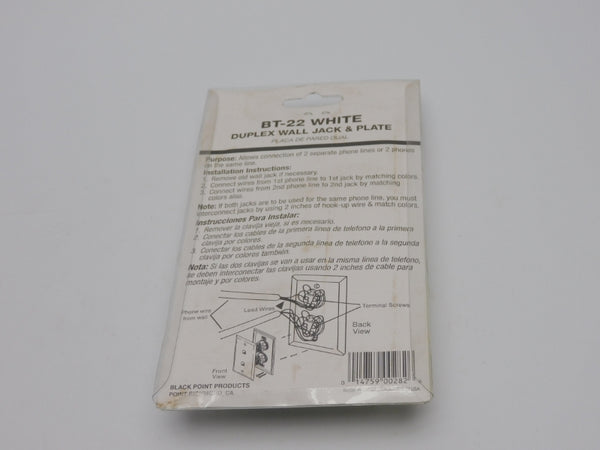 BT-22 WHITE
DUPLEX WALL JACK & PLATE
PLACA DE PARED DUAL
Purpose: Allows connection of 2 separate phone lines or 2 phones
on the same line.
Installation Instructions:
1. Remove old wall jack if necessary.
2. Connect wires from 1st phone line to 1st jack by matching colors.
3. Connect wires from 2nd phone line to 2nd jack by matching
colors also.
Note: If both jacks are to be used for the same phone line, you must
interconnect jacks by using 2 inches of hook-up wire & match colors.
Instrucciones Para Instalar:
1. Remover la clavija vieja, si es necesario.
2. Conectar los cables de la primera linea de telefono a la primera
clavija por colores.
3. Conectar los cables de la segunda linea de telefono a la segunda
clavija por colores tambien.
Nota: Si las dos clavijas se van a usar en la misma linea de telefono,
se deben interconectar las clavijas usando 2 inches de cable para
montaje y por colores.
Phone wire
from wall
Lead Wires
Terminal Screws
Back
View
Front
View
BLACK POINT PRODUCTS
POINT RICHMOND, CA
0 14759 00282